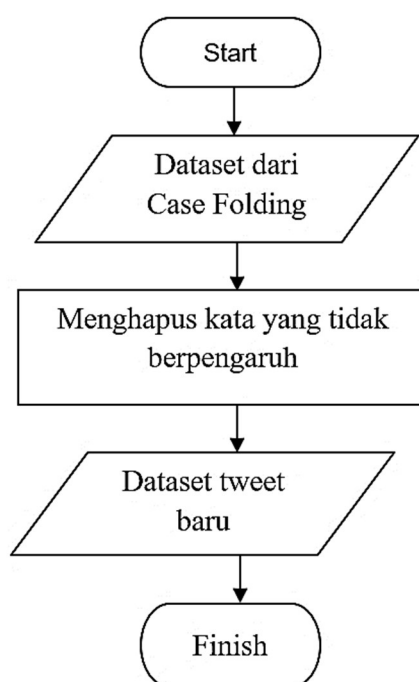 Start
Dataset dari
Case Folding
Menghapus kata yang tidak
berpengaruh
Dataset tweet
baru
Finish